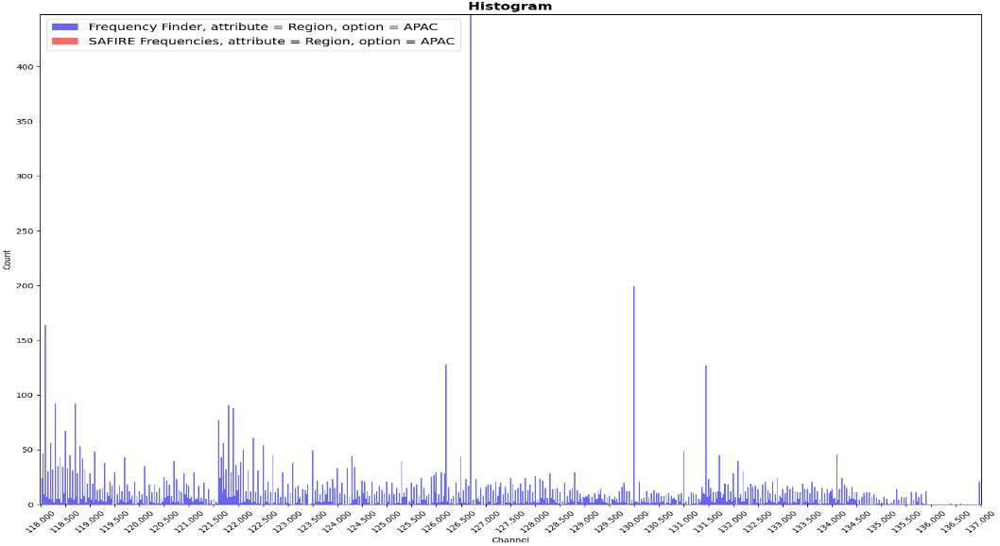 Histogram
Frequency Finder, attribute = Region, option = APAC
SAFIRE Frequencies, attribute = Region, option = APAC
400
350
300
250
200
150
100
50
0
Count
118.000 118.500 119.000 119.500 120.000 120.500 121.000 121.500 122.000 122.500 123.000 123.500 124.000 124.500 125.000 125.500 126.000 126.500 127.000 127.500 128.000 128.500 129.000 129.500 130.000 130.500 131.000 131.500 132.000 132.500 133.000 133.500 134.000 134.500 135.000 135.500 136.000 136.500 137.000
Channel